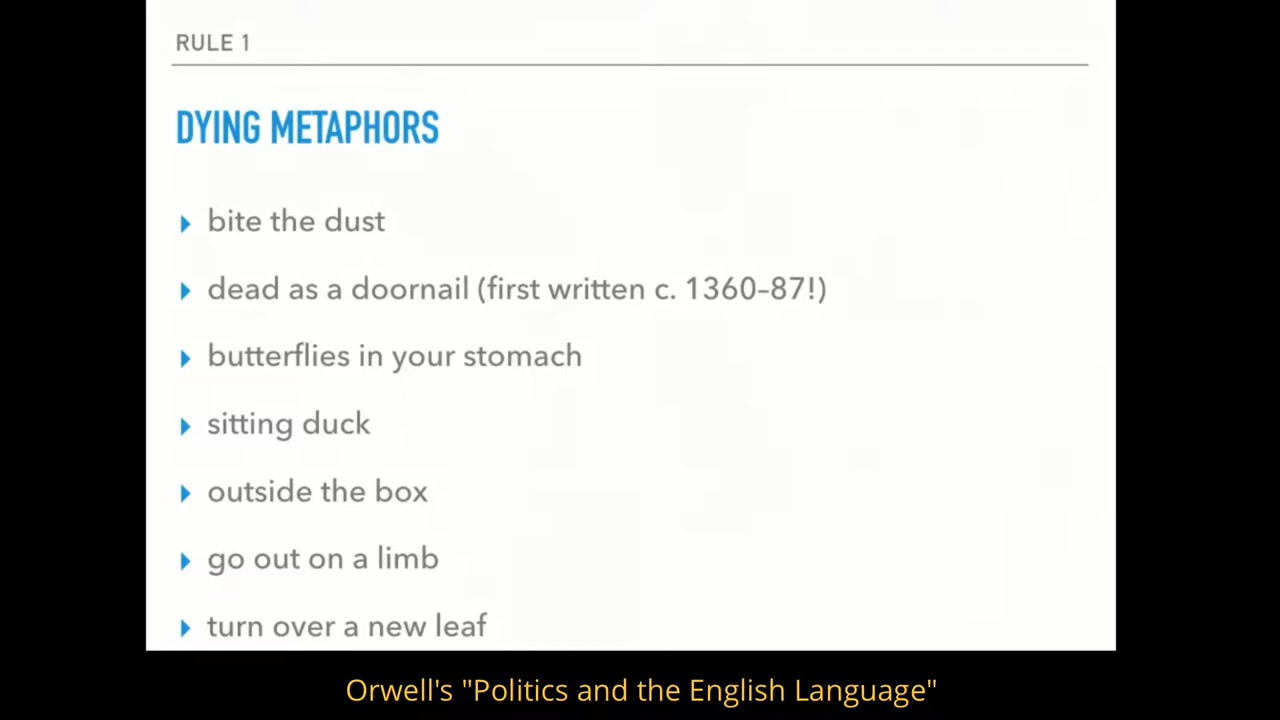 RULE 1
DYING METAPHORS
bite the dust
dead as a doornail (first written c. 1360–87!)
butterflies in your stomach
sitting duck
outside the box
go out on a limb
turn over a new leaf
Orwell's "Politics and the English Language"